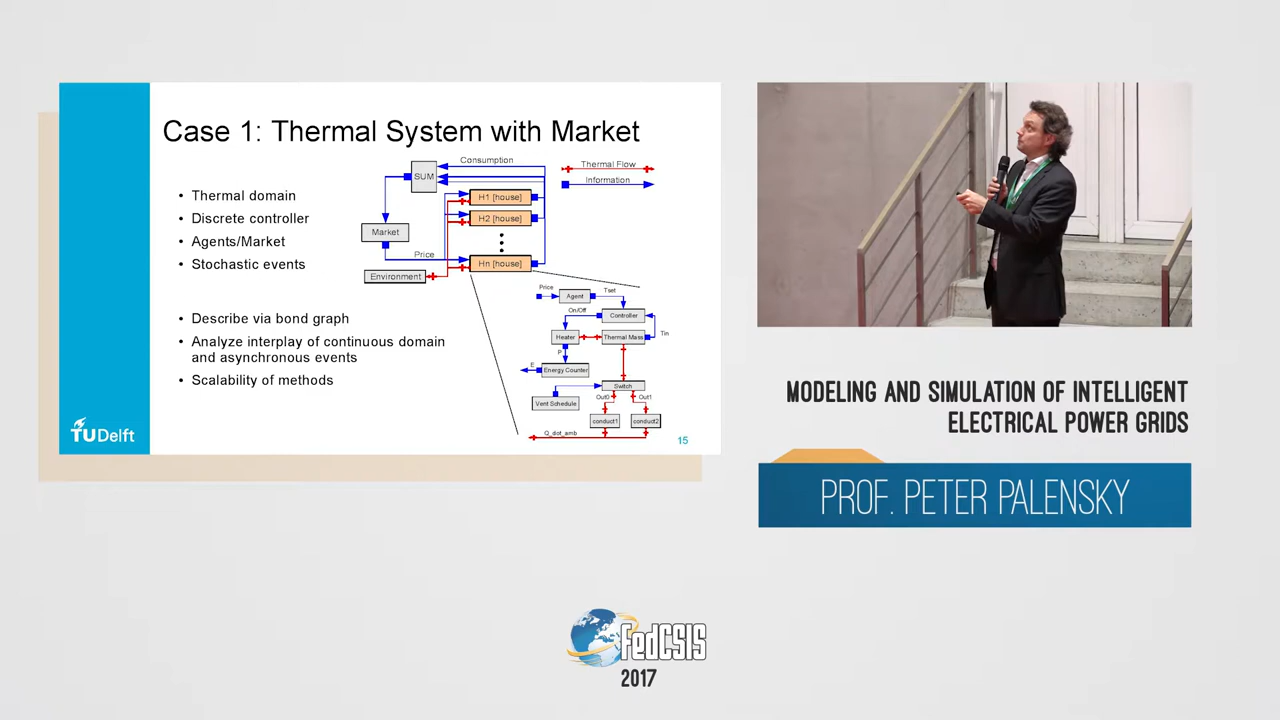 Case 1: Thermal System with Market
• Thermal domain
• Discrete controller
• Agents/Market
• Stochastic events
• Describe via bond graph
• Analyze interplay of continuous domain
and asynchronous events
• Scalability of methods
Consumption
SUM
Market
Price
Environment
H1 [house]
H2 [house]
Hn [house]
Thermal Flow
Information
Price
Agent
Tset
On/Off
Controller
Heater
Thermal Mass
Tin
P
E
Energy Counter
Switch
Vent Schedule
Out0
Out1
conduct1
conduct2
Q_dot_amb
TUDelft
15
MODELING AND SIMULATION OF INTELLIGENT
ELECTRICAL POWER GRIDS
PROF. PETER PALENSKY
FedCSIS
2017